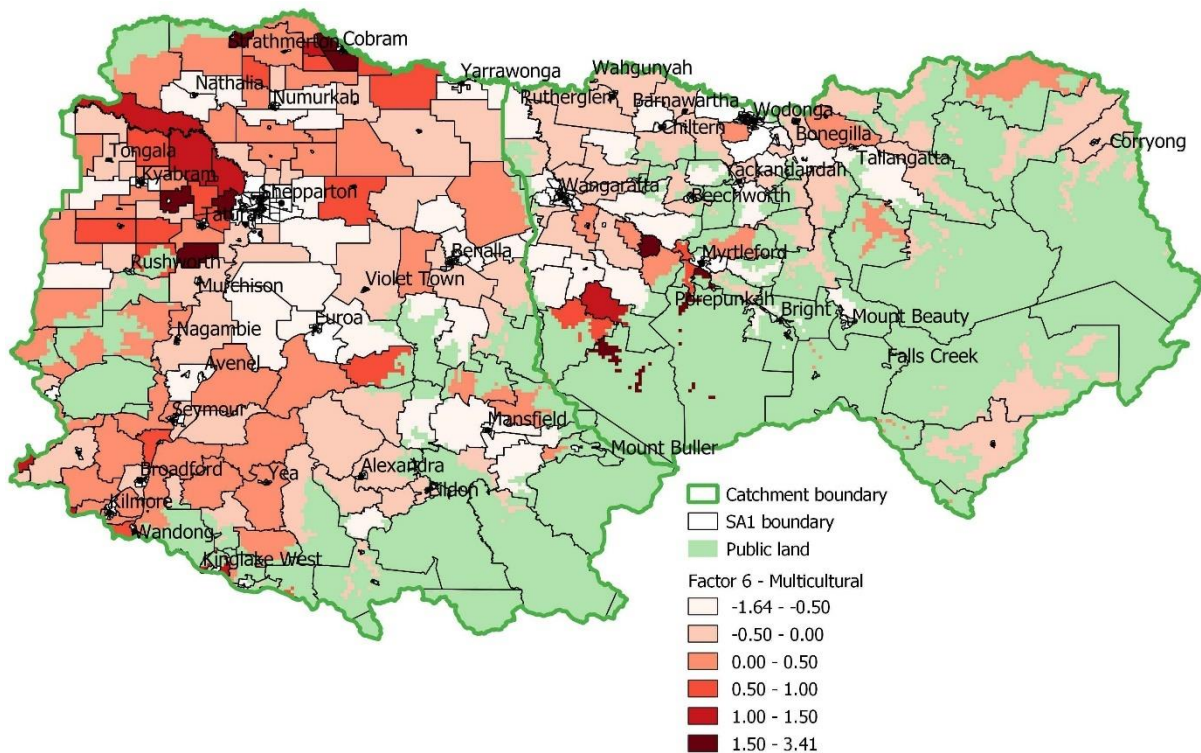 Strathmerton
Cobram
Yarrawonga
Wahgunyah
Nathalia
Numurkah
Rutherglen
Barnawartha
Wodonga
Chiltern
Bonegilla
Corryong
Tallangatta
Tongala
Kyabram
Yackandandah
Shepparton
Wangaratta
Beechworth
Tatura
Benalla
Myrtleford
Rushworth
Murchison
Violet Town
Porepunkah
Bright
Mount Beauty
Nagambie
Euroa
Falls Creek
Avenel
Seymour
Mansfield
Mount Buller
Broadford
Yea
Alexandra
Eildon
Kilmore
Wandong
Kinglake West
Catchment boundary
SA1 boundary
Public land
Factor 6 - Multicultural
-1.64 - -0.50
-0.50 - 0.00
0.00 - 0.50
0.50 - 1.00
1.00 - 1.50
1.50 - 3.41